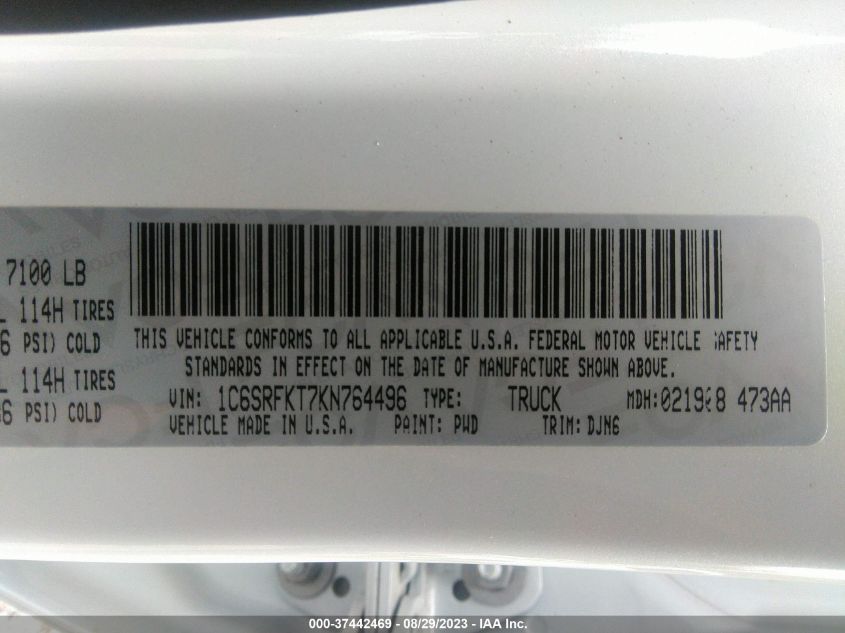 7100 LB
114H TIRES
PSI) COLD
114H TIRES
PSI) COLD
THIS VEHICLE CONFORMS TO ALL APPLICABLE U.S.A. FEDERAL MOTOR VEHICLE SAFETY
STANDARDS IN EFFECT ON THE DATE OF MANUFACTURE SHOWN ABOVE.
VIN: 1C6SRFKT7KN764496 TYPE: TRUCK MDH: 473AA
VEHICLE MADE IN U.S.A. PAINT: PWD TRIM: DJN6
000-37442469 - 08/29/2023 - IAA Inc.